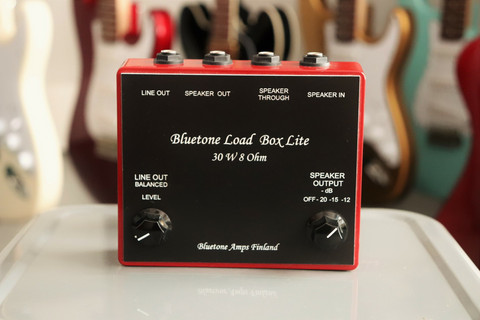 LINE OUT
SPEAKER OUT
SPEAKER
THROUGH
SPEAKER IN
Bluetone Load Box Lite
30 W 8 Ohm
LINE OUT
BALANCED
LEVEL
SPEAKER
OUTPUT
- dB
OFF - 20 -15 -12
Bluetone Amps Finland